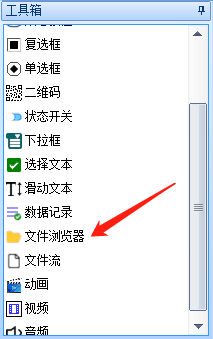 工具箱
复选框
单选框
二维码
状态开关
下拉框
选择文本
滑动文本
数据记录
文件浏览器
文件流
动画
视频
音频